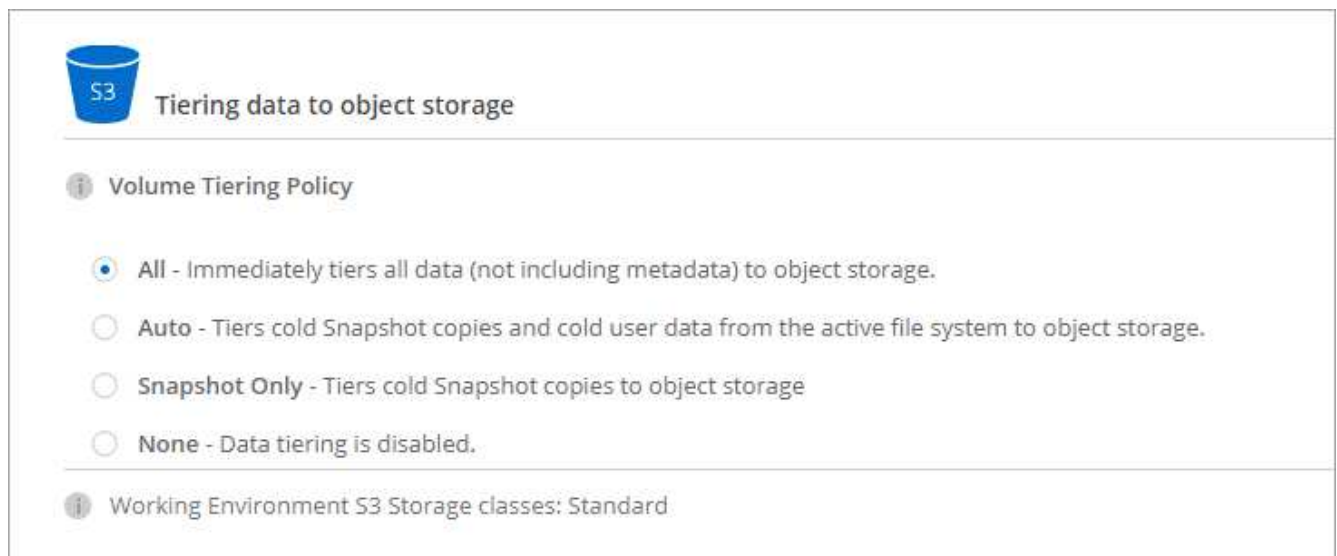 S3
Tiering data to object storage
Volume Tiering Policy
All - Immediately tiers all data (not including metadata) to object storage.
Auto - Tiers cold Snapshot copies and cold user data from the active file system to object storage.
Snapshot Only - Tiers cold Snapshot copies to object storage
None - Data tiering is disabled.
Working Environment S3 Storage classes: Standard